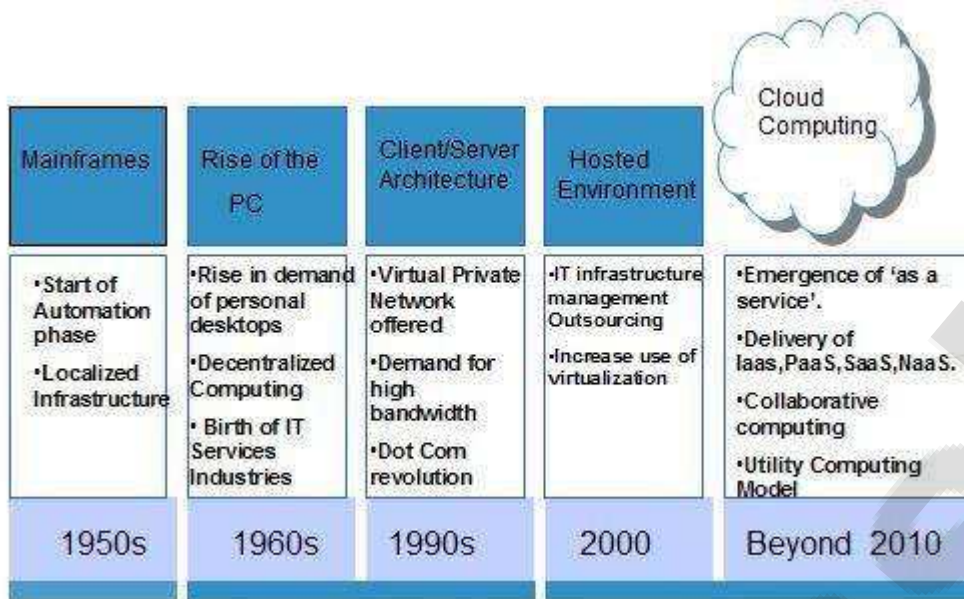 Mainframes
Rise of the
PC
Client/Server
Architecture
Hosted
Environment
Cloud
Computing
•Start of
Automation
phase
•Localized
Infrastructure
•Rise in demand
of personal
desktops
•Decentralized
Computing
• Birth of IT
Services
Industries
•Virtual Private
Network
offered
•Demand for
high
bandwidth
•Dot Com
revolution
•IT infrastructure
management
Outsourcing
•Increase use of
virtualization
•Emergence of ‘as a
service’.
•Delivery of
Iaas,PaaS,SaaS,NaaS.
•Collaborative
computing
•Utility Computing
Model
1950s
1960s
1990s
2000
Beyond 2010